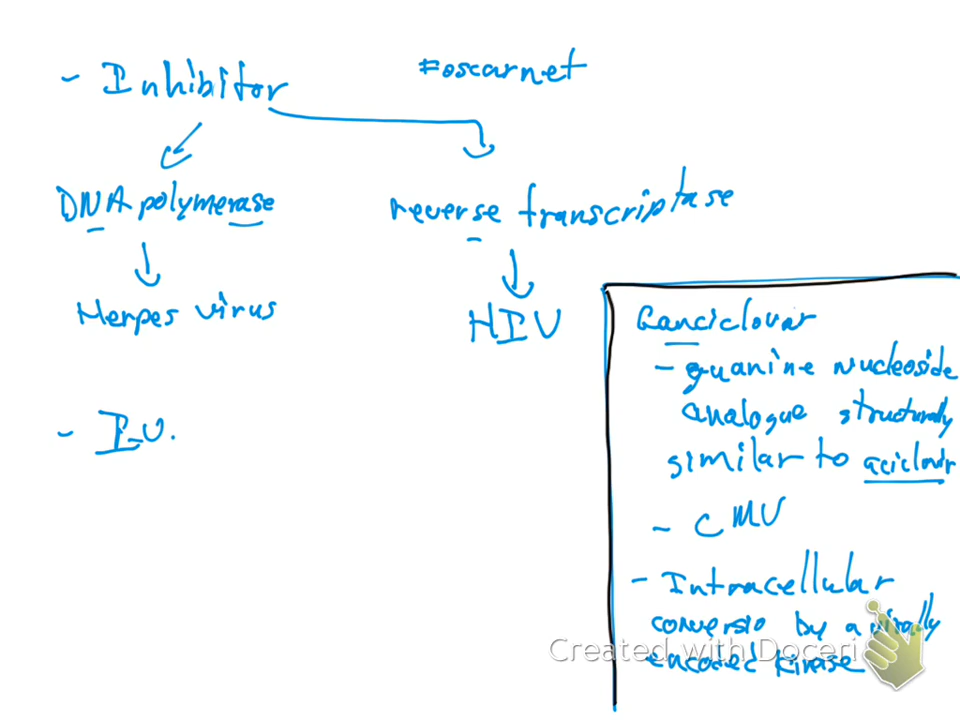 Foscarnet
- Inhibitor
DNA polymerase
reverse transcriptase
Herpes virus
HIV
- I.V.
Ganciclovir
- guanine nucleoside
analogue structurally
similar to aciclovir
- CMV
- Intracellular
conversio by a virally
encoded kinase
Created with Doceri